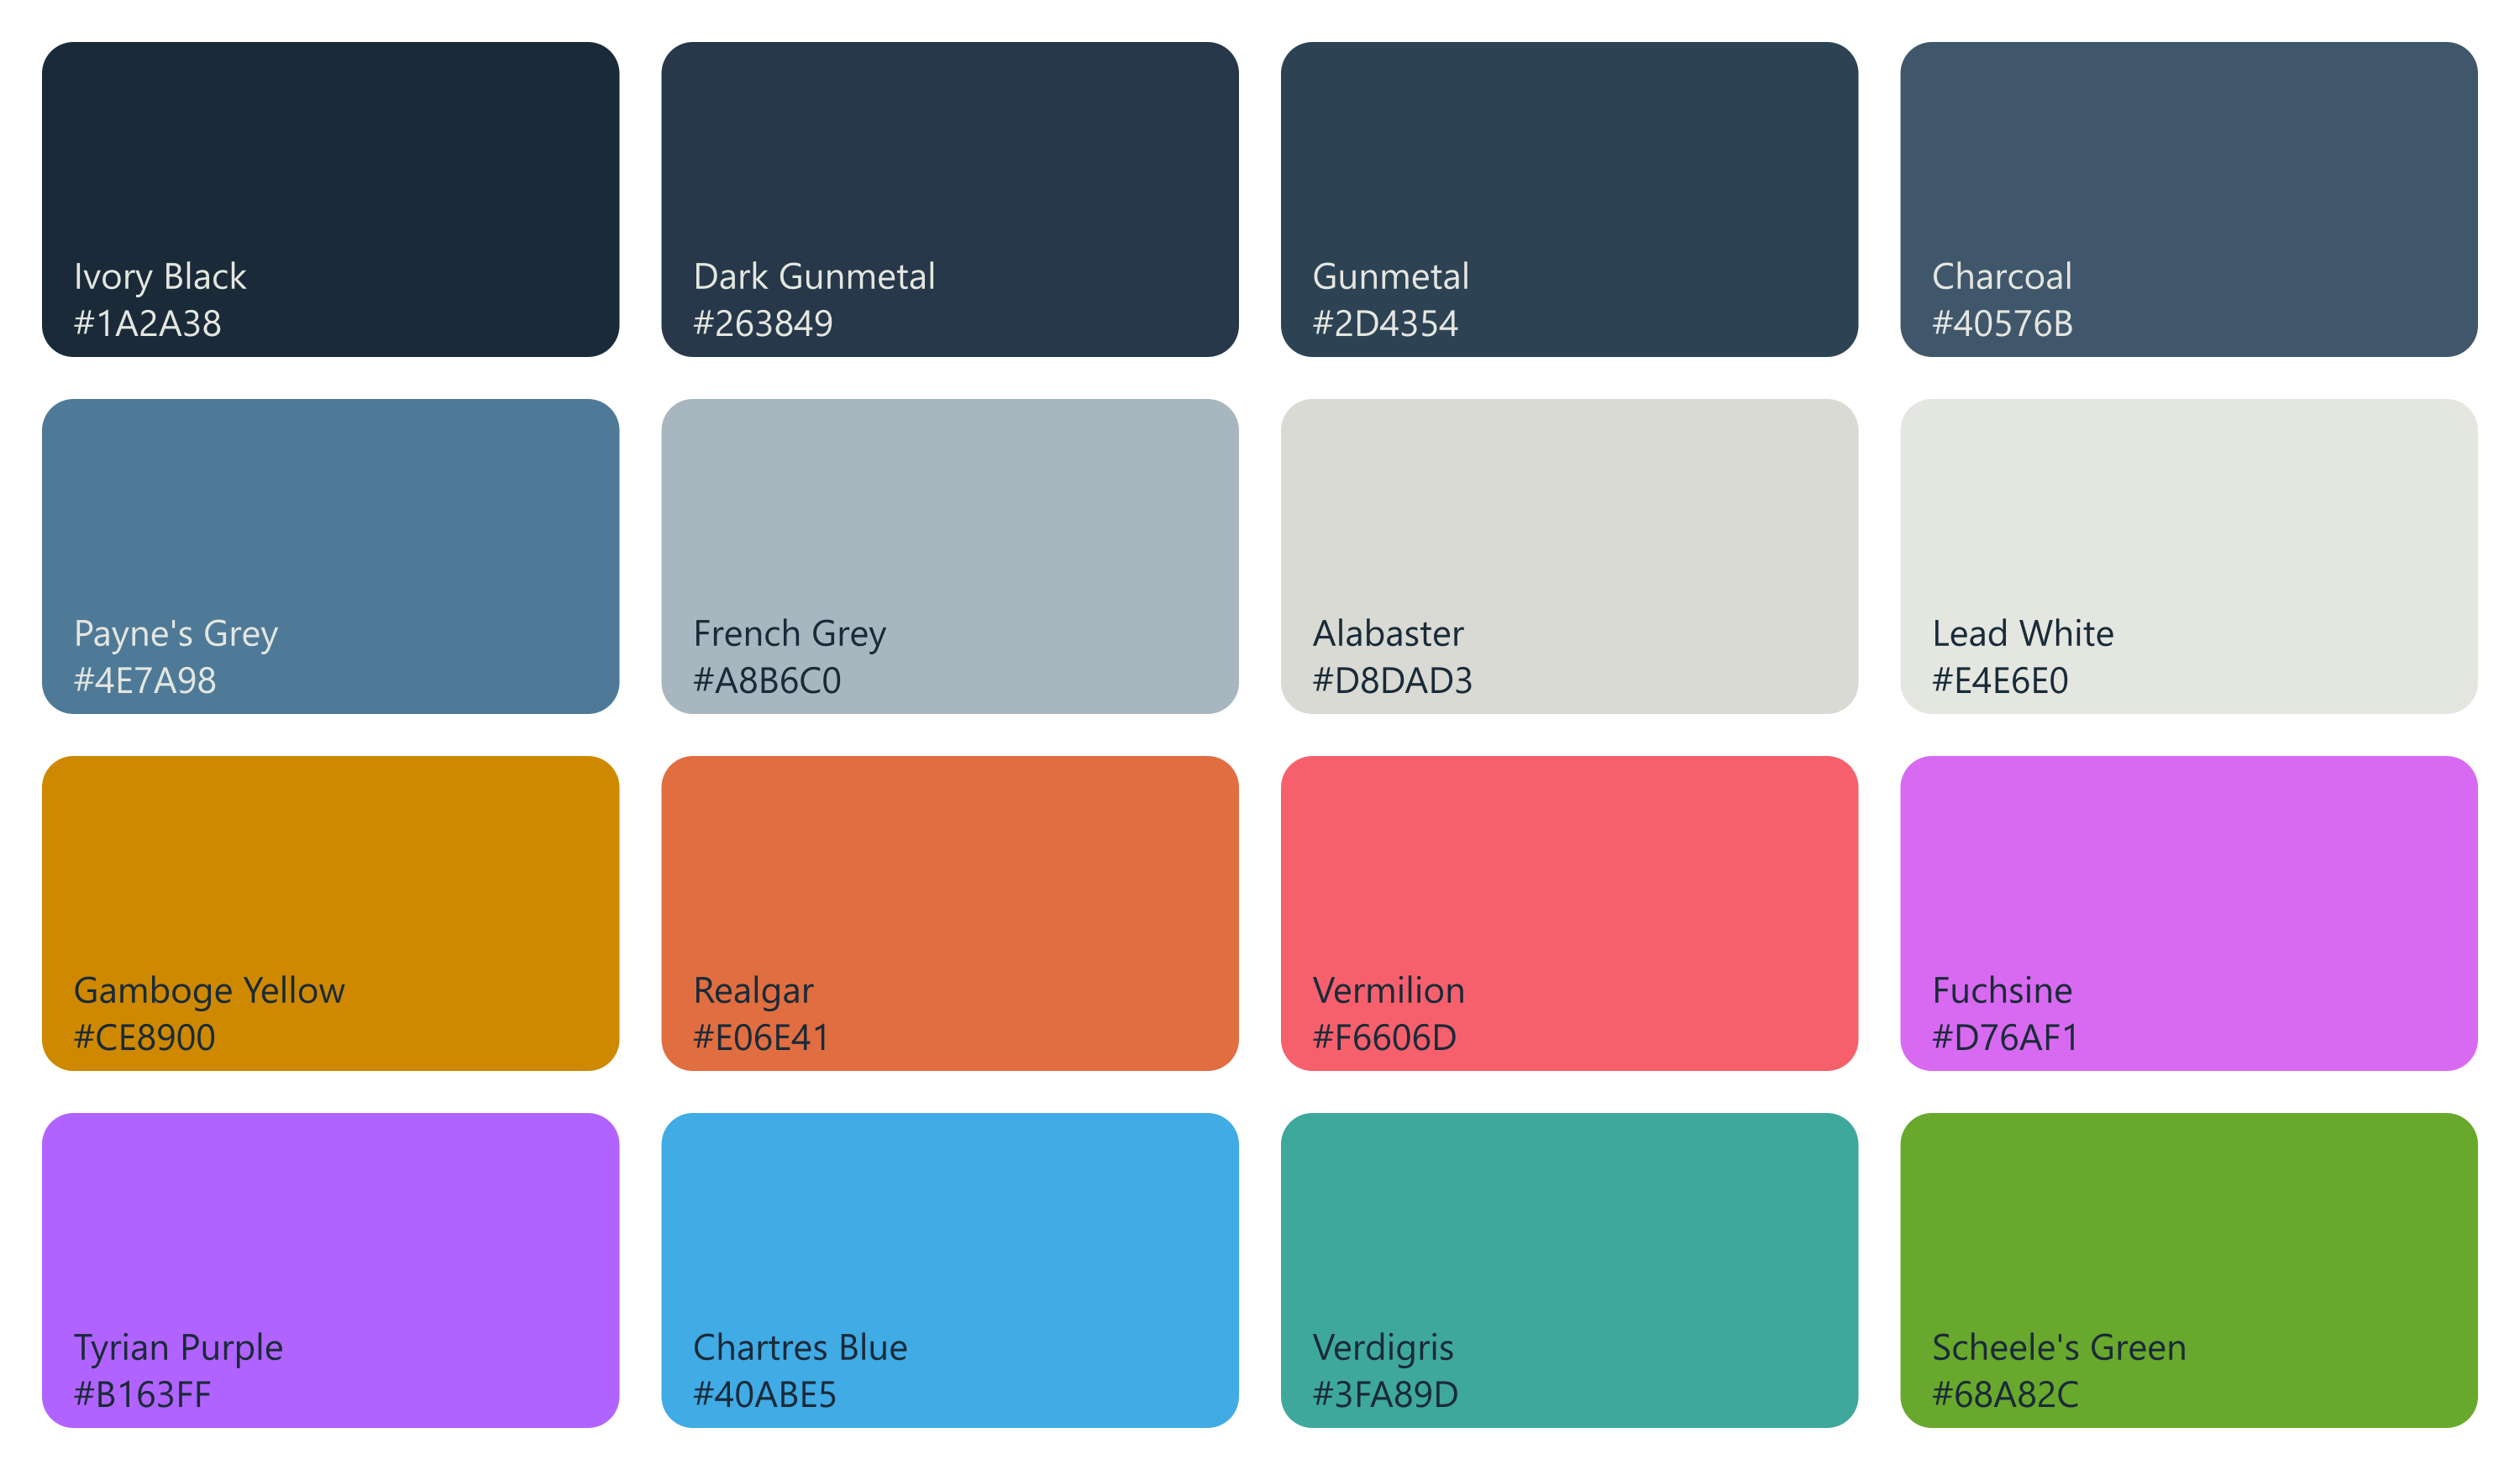 Ivory Black
#1A2A38
Dark Gunmetal
#263849
Gunmetal
#2D4354
Charcoal
#40576B
Payne's Grey
#4E7A98
French Grey
#A8B6C0
Alabaster
#D8DAD3
Lead White
#E4E6E0
Gamboge Yellow
#CE8900
Realgar
#E06E41
Vermilion
#F6606D
Fuchsine
#D76AF1
Tyrian Purple
#B163FF
Chartres Blue
#40ABE5
Verdigris
#3FA89D
Scheele's Green
#68A82C